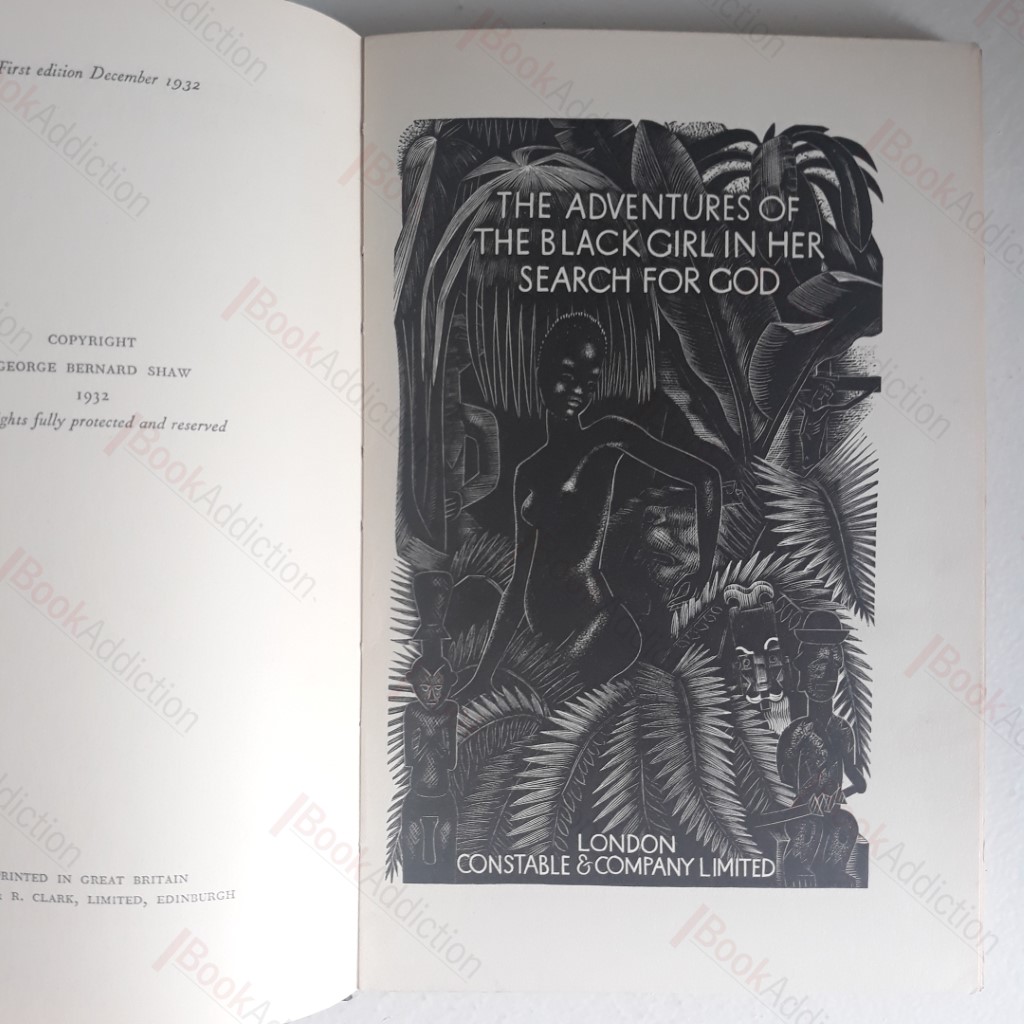 First edition December 1932
COPYRIGHT
GEORGE BERNARD SHAW
1932
ghts fully protected and reserved
RINTED IN GREAT BRITAIN
R. CLARK, LIMITED, EDINBURGH
THE ADVENTURES OF
THE BLACK GIRL IN HER
SEARCH FOR GOD
LONDON
CONSTABLE & COMPANY LIMITED
BookAddiction